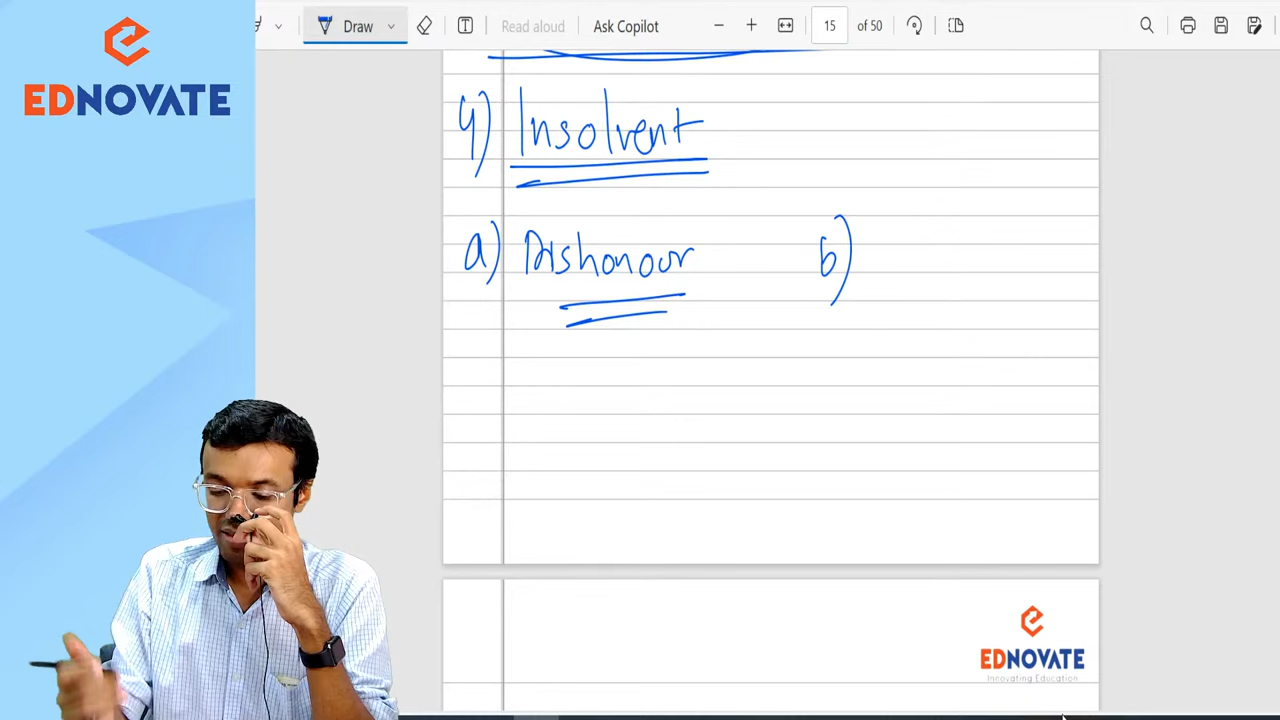 EDNOVATE
Draw
Read aloud
Ask Copilot
15 of 50
4) Insolvent
a) Dishonour
b)
EDNOVATE
Innovating Education